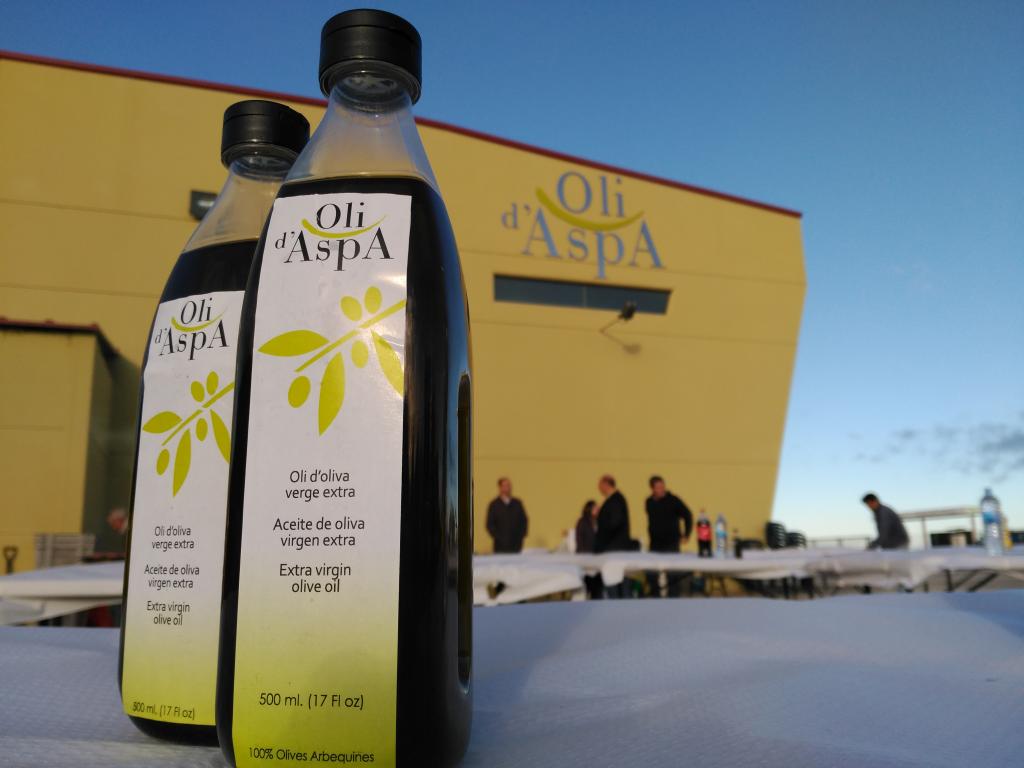 Oli
d'AspA
Oli d'oliva
verge extra
Aceite de oliva
virgen extra
Extra virgin
olive oil
500 ml. (17 Fl oz)
Oli
d'AspA
Oli d'oliva
verge extra
Aceite de oliva
virgen extra
Extra virgin
olive oil
500 ml. (17 Fl oz)
100% Olives Arbequines
Oli
d'AspA